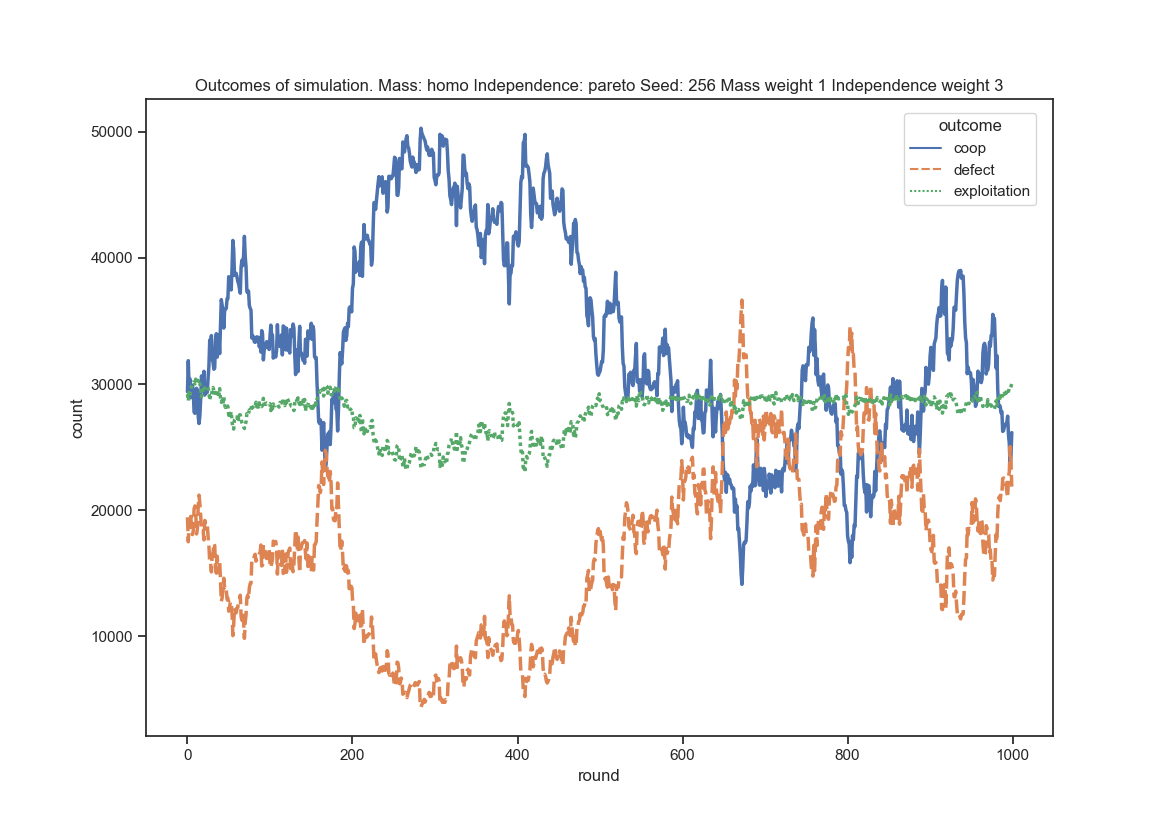 Outcomes of simulation. Mass: homo Independence: pareto Seed: 256 Mass weight 1 Independence weight 3
outcome
coop
defect
exploitation
50000
40000
30000
20000
10000
count
0 200 400 600 800 1000
round